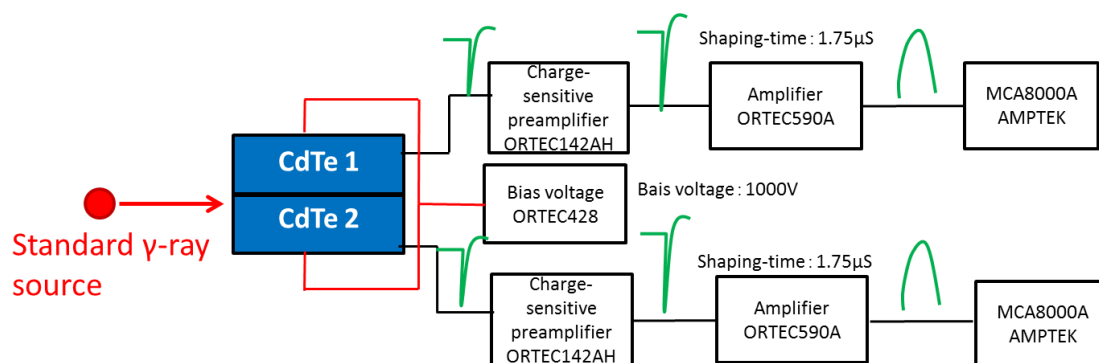 Shaping-time : 1.75μS
Charge-
sensitive
preamplifier
ORTEC142AH
Amplifier
ORTEC590A
MCA8000A
AMPTEK
CdTe 1
CdTe 2
Bias voltage
ORTEC428
Bais voltage : 1000V
Standard γ-ray
source
Shaping-time : 1.75μS
Charge-
sensitive
preamplifier
ORTEC142AH
Amplifier
ORTEC590A
MCA8000A
AMPTEK